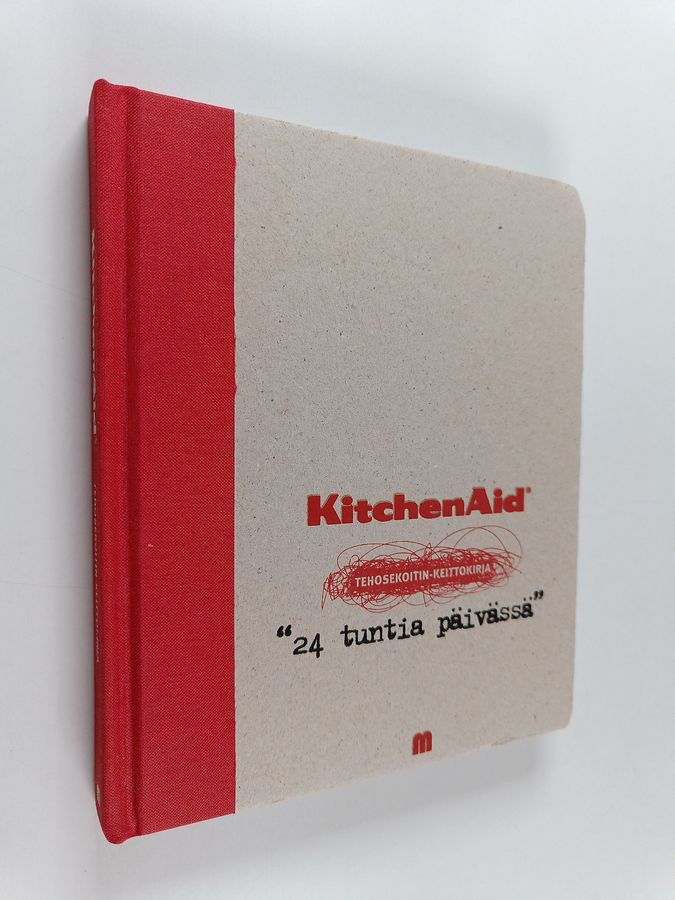 KitchenAid®
TEHOSEKOITIN-KEITTOKIRJA
“24 tuntia päivässä”
m